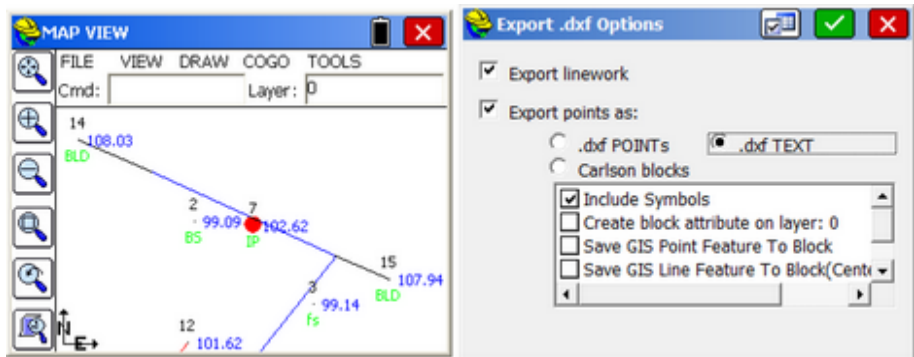 MAP VIEW
FILE VIEW DRAW COGO TOOLS
Cmd: Layer: 0
14
108.03
BLD
2
99.09
BS
7
102.62
IP
15
107.94
BLD
3
99.14
fs
12
101.62
N
E
Export .dxf Options
Export linework
Export points as:
.dxf POINTs .dxf TEXT
Carlson blocks
Include Symbols
Create block attribute on layer: 0
Save GIS Point Feature To Block
Save GIS Line Feature To Block(Cente